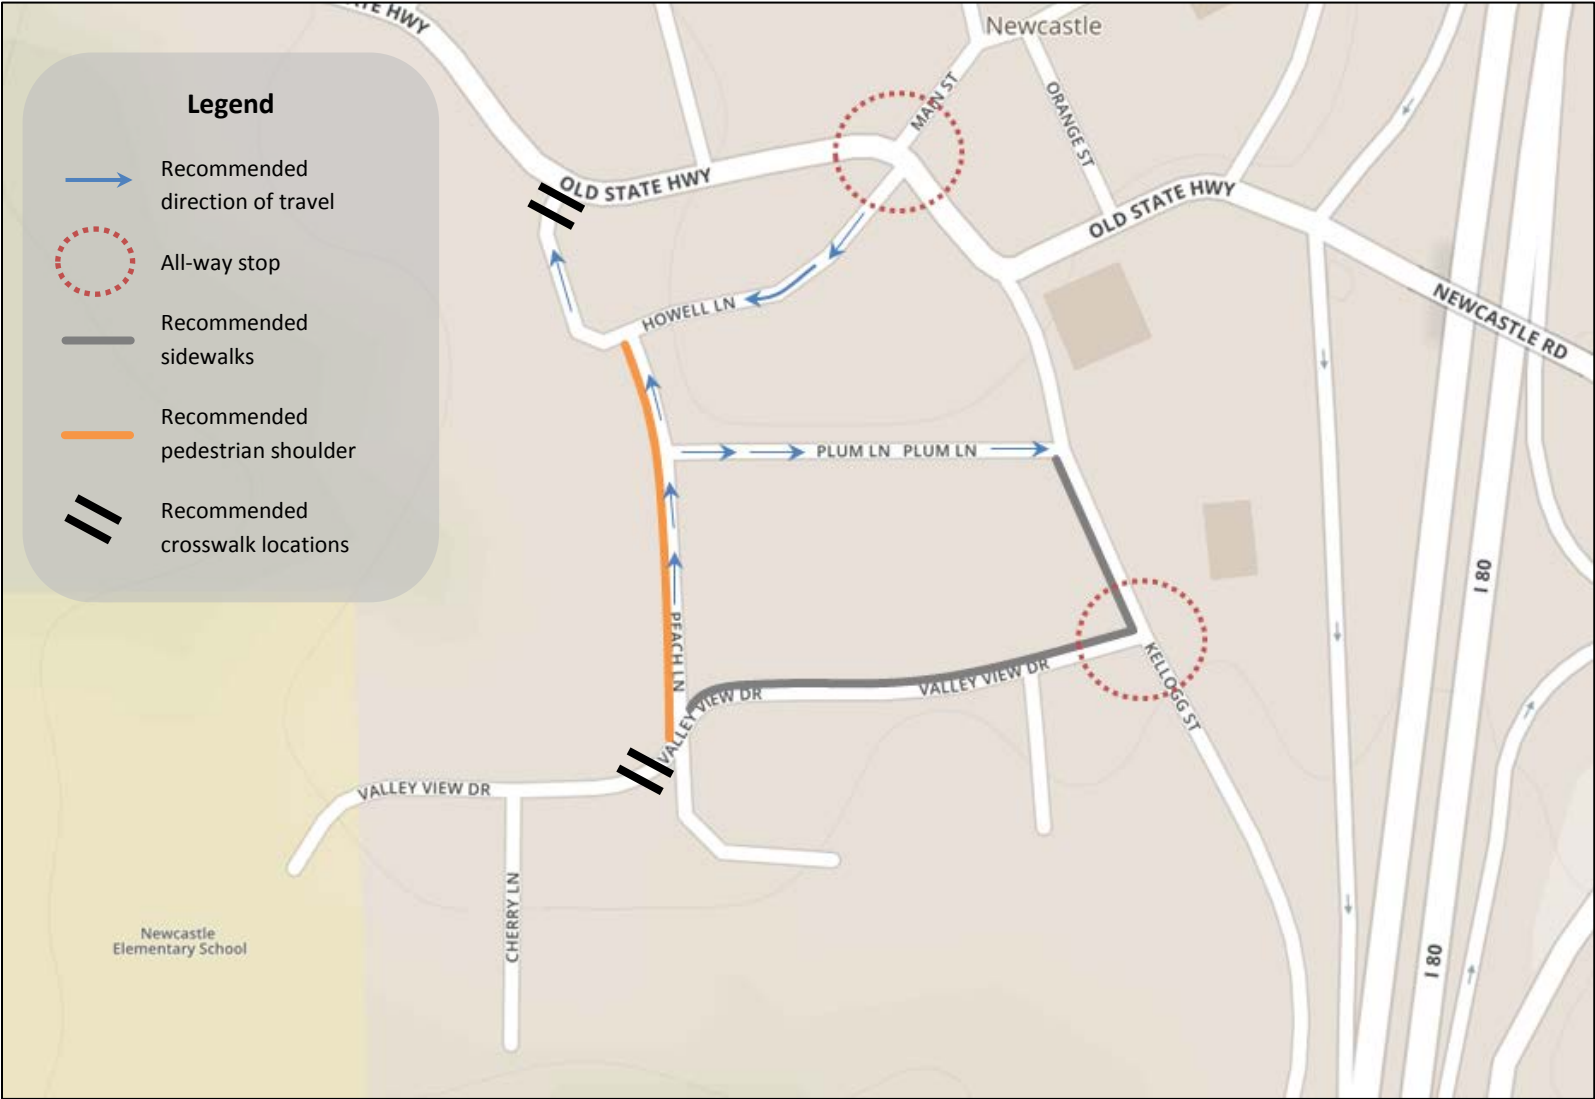 TE HWY
Newcastle
Legend
Recommended
direction of travel
All-way stop
Recommended
sidewalks
Recommended
pedestrian shoulder
Recommended
crosswalk locations
MAIN ST
ORANGE ST
OLD STATE HWY
OLD STATE HWY
NEWCASTLE RD
HOWELL LN
PLUM LN PLUM LN
I 80
PEACH LN
VALLEY VIEW DR
VALLEY VIEW DR
KELLOGG ST
VALLEY VIEW DR
CHERRY LN
Newcastle
Elementary School
I 80